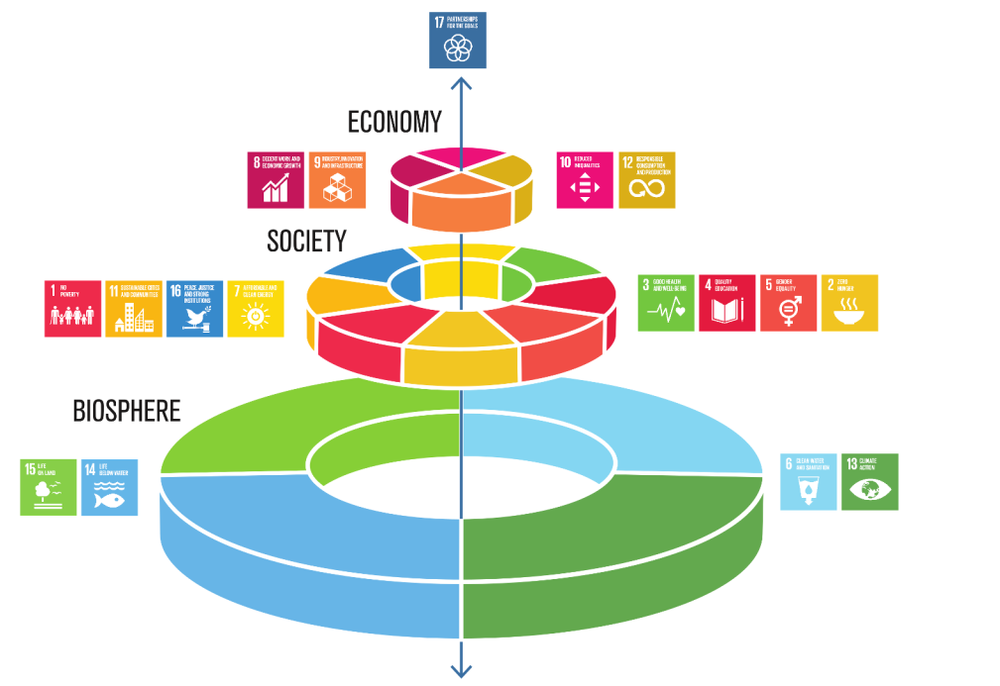 17 PARTNERSHIPS
FOR THE GOALS
ECONOMY
8 DECENT WORK AND
ECONOMIC GROWTH
9 INDUSTRY, INNOVATION
AND INFRASTRUCTURE
10 REDUCED
INEQUALITIES
12 RESPONSIBLE
CONSUMPTION
AND PRODUCTION
SOCIETY
1 NO
POVERTY
11 SUSTAINABLE CITIES
AND COMMUNITIES
16 PEACE, JUSTICE
AND STRONG
INSTITUTIONS
7 AFFORDABLE AND
CLEAN ENERGY
3 GOOD HEALTH
AND WELL-BEING
4 QUALITY
EDUCATION
5 GENDER
EQUALITY
2 ZERO
HUNGER
BIOSPHERE
15 LIFE
ON LAND
14 LIFE
BELOW WATER
6 CLEAN WATER
AND SANITATION
13 CLIMATE
ACTION